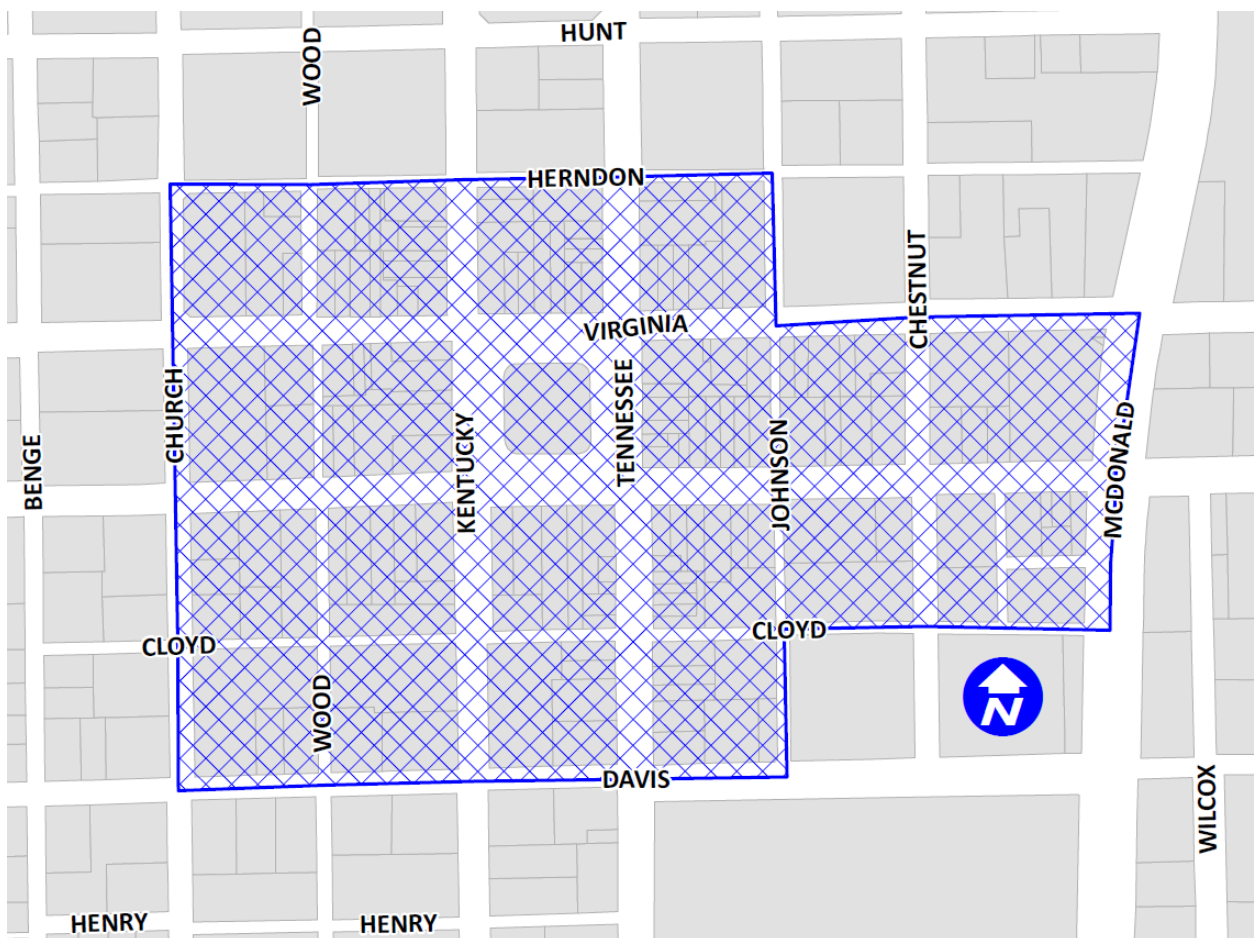 HUNT
WOOD
HERNDON
CHESTNUT
VIRGINIA
CHURCH
TENNESSEE
KENTUCKY
JOHNSON
MCDONALD
BENGE
CLOYD
CLOYD
WOOD
N
DAVIS
WILCOX
HENRY
HENRY